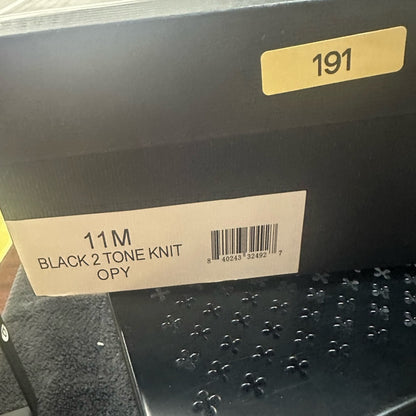 191
11M
BLACK 2 TONE KNIT
OPY
8 40243 32492 7